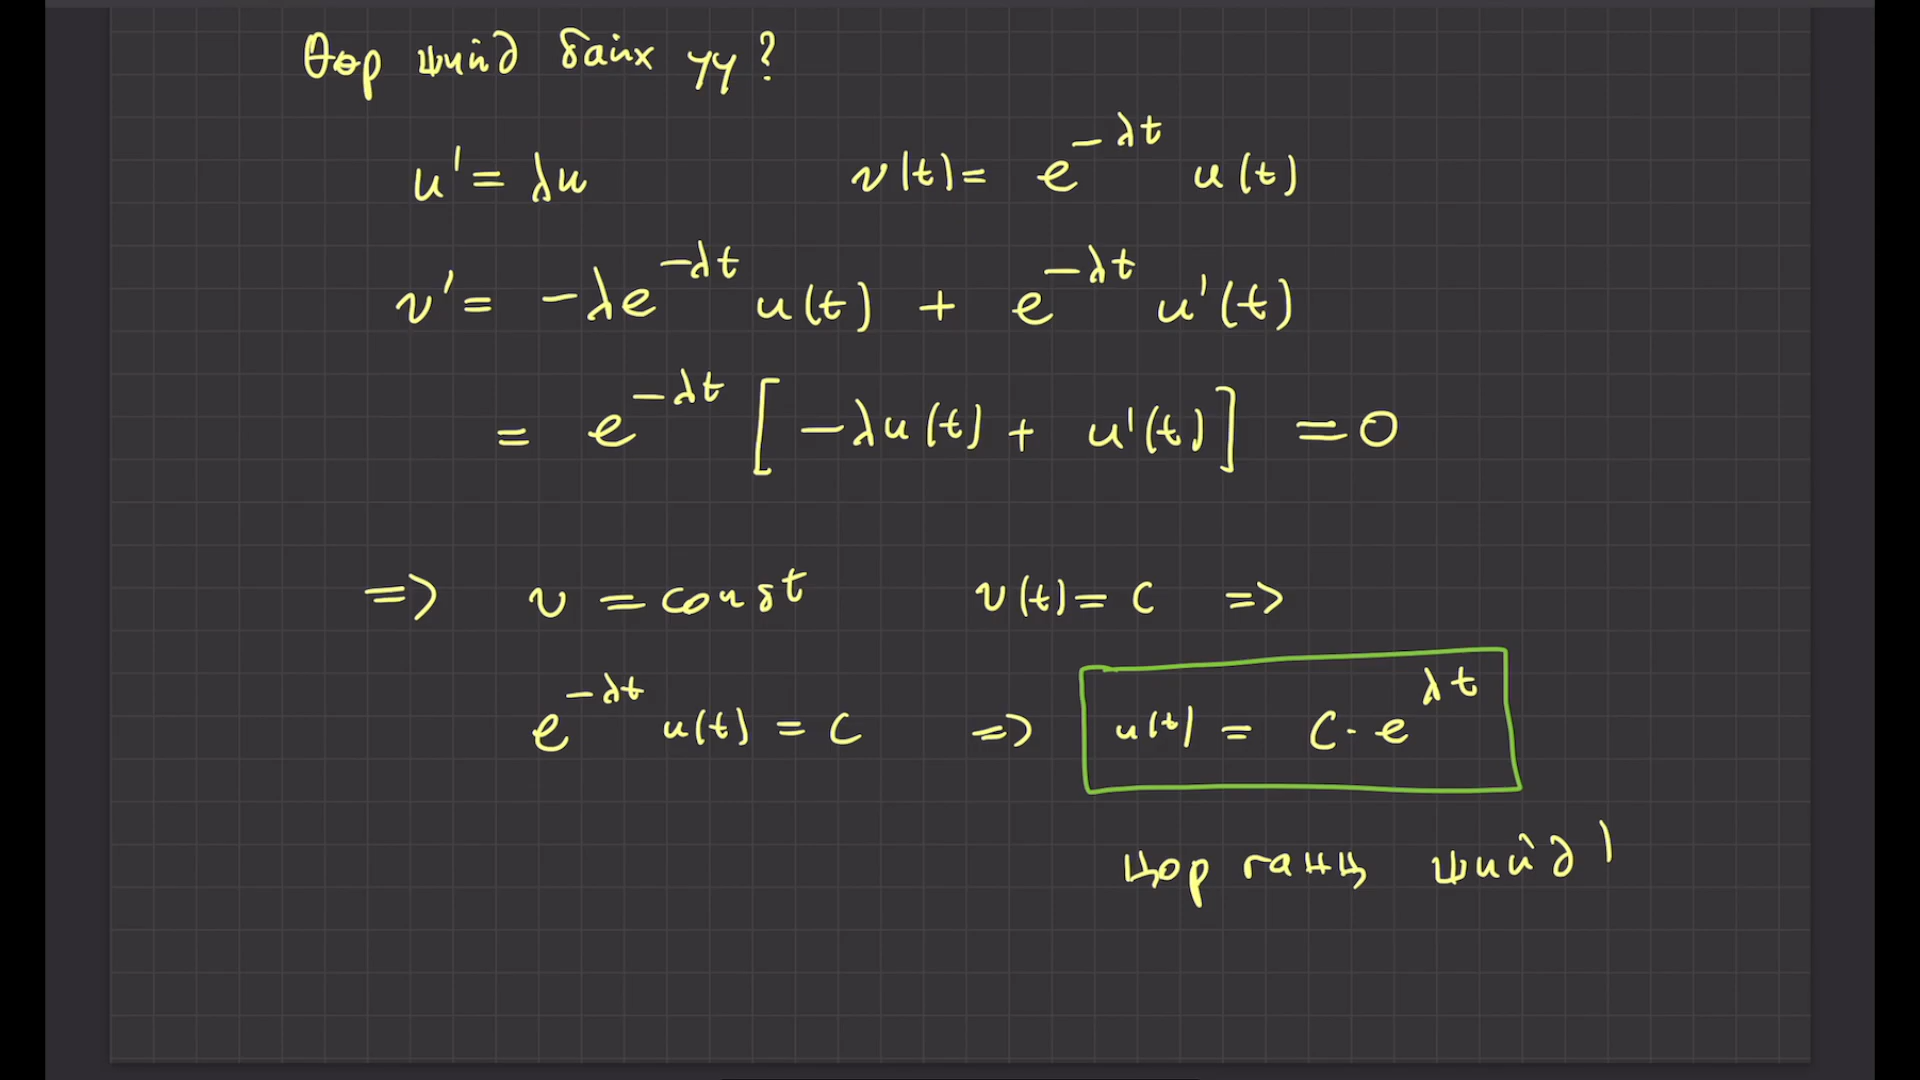 Өөр шийд байх уу?
u' = λu v(t) = e^{-λt} u(t)
v' = -λe^{-λt} u(t) + e^{-λt} u'(t)
= e^{-λt} [ -λu(t) + u'(t) ] = 0
=> v = const v(t) = c =>
e^{-λt} u(t) = c => u(t) = C · e^{λt}
Цор ганц шийд!